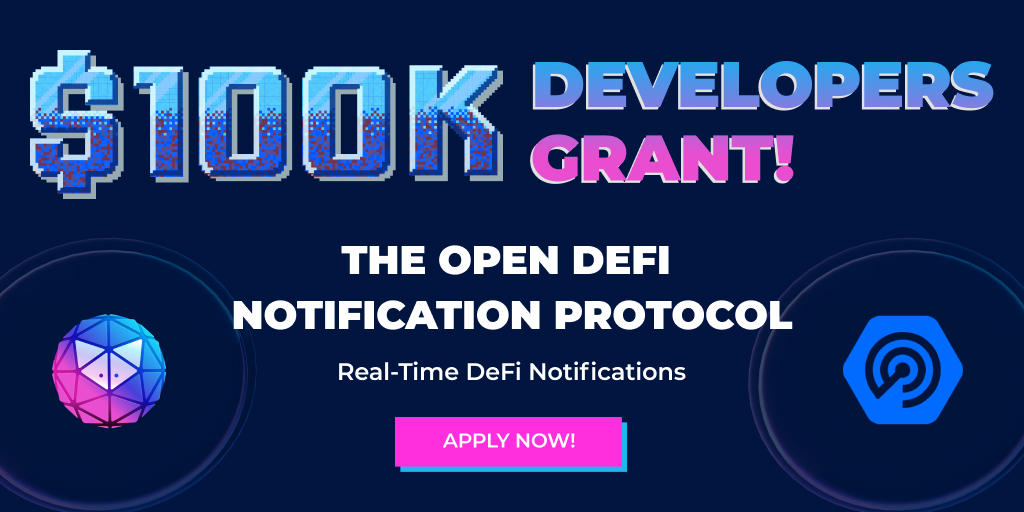 $100K DEVELOPERS
GRANT!
THE OPEN DEFI
NOTIFICATION PROTOCOL
Real-Time DeFi Notifications
APPLY NOW!